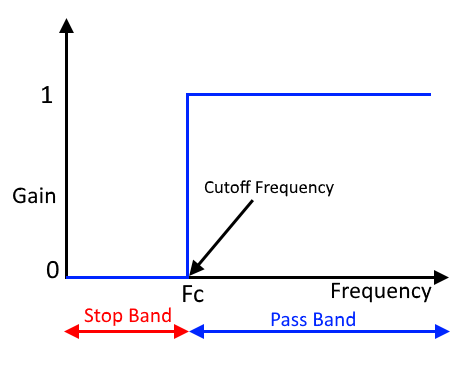 1
Gain
Cutoff Frequency
0
Fc
Frequency
Stop Band
Pass Band